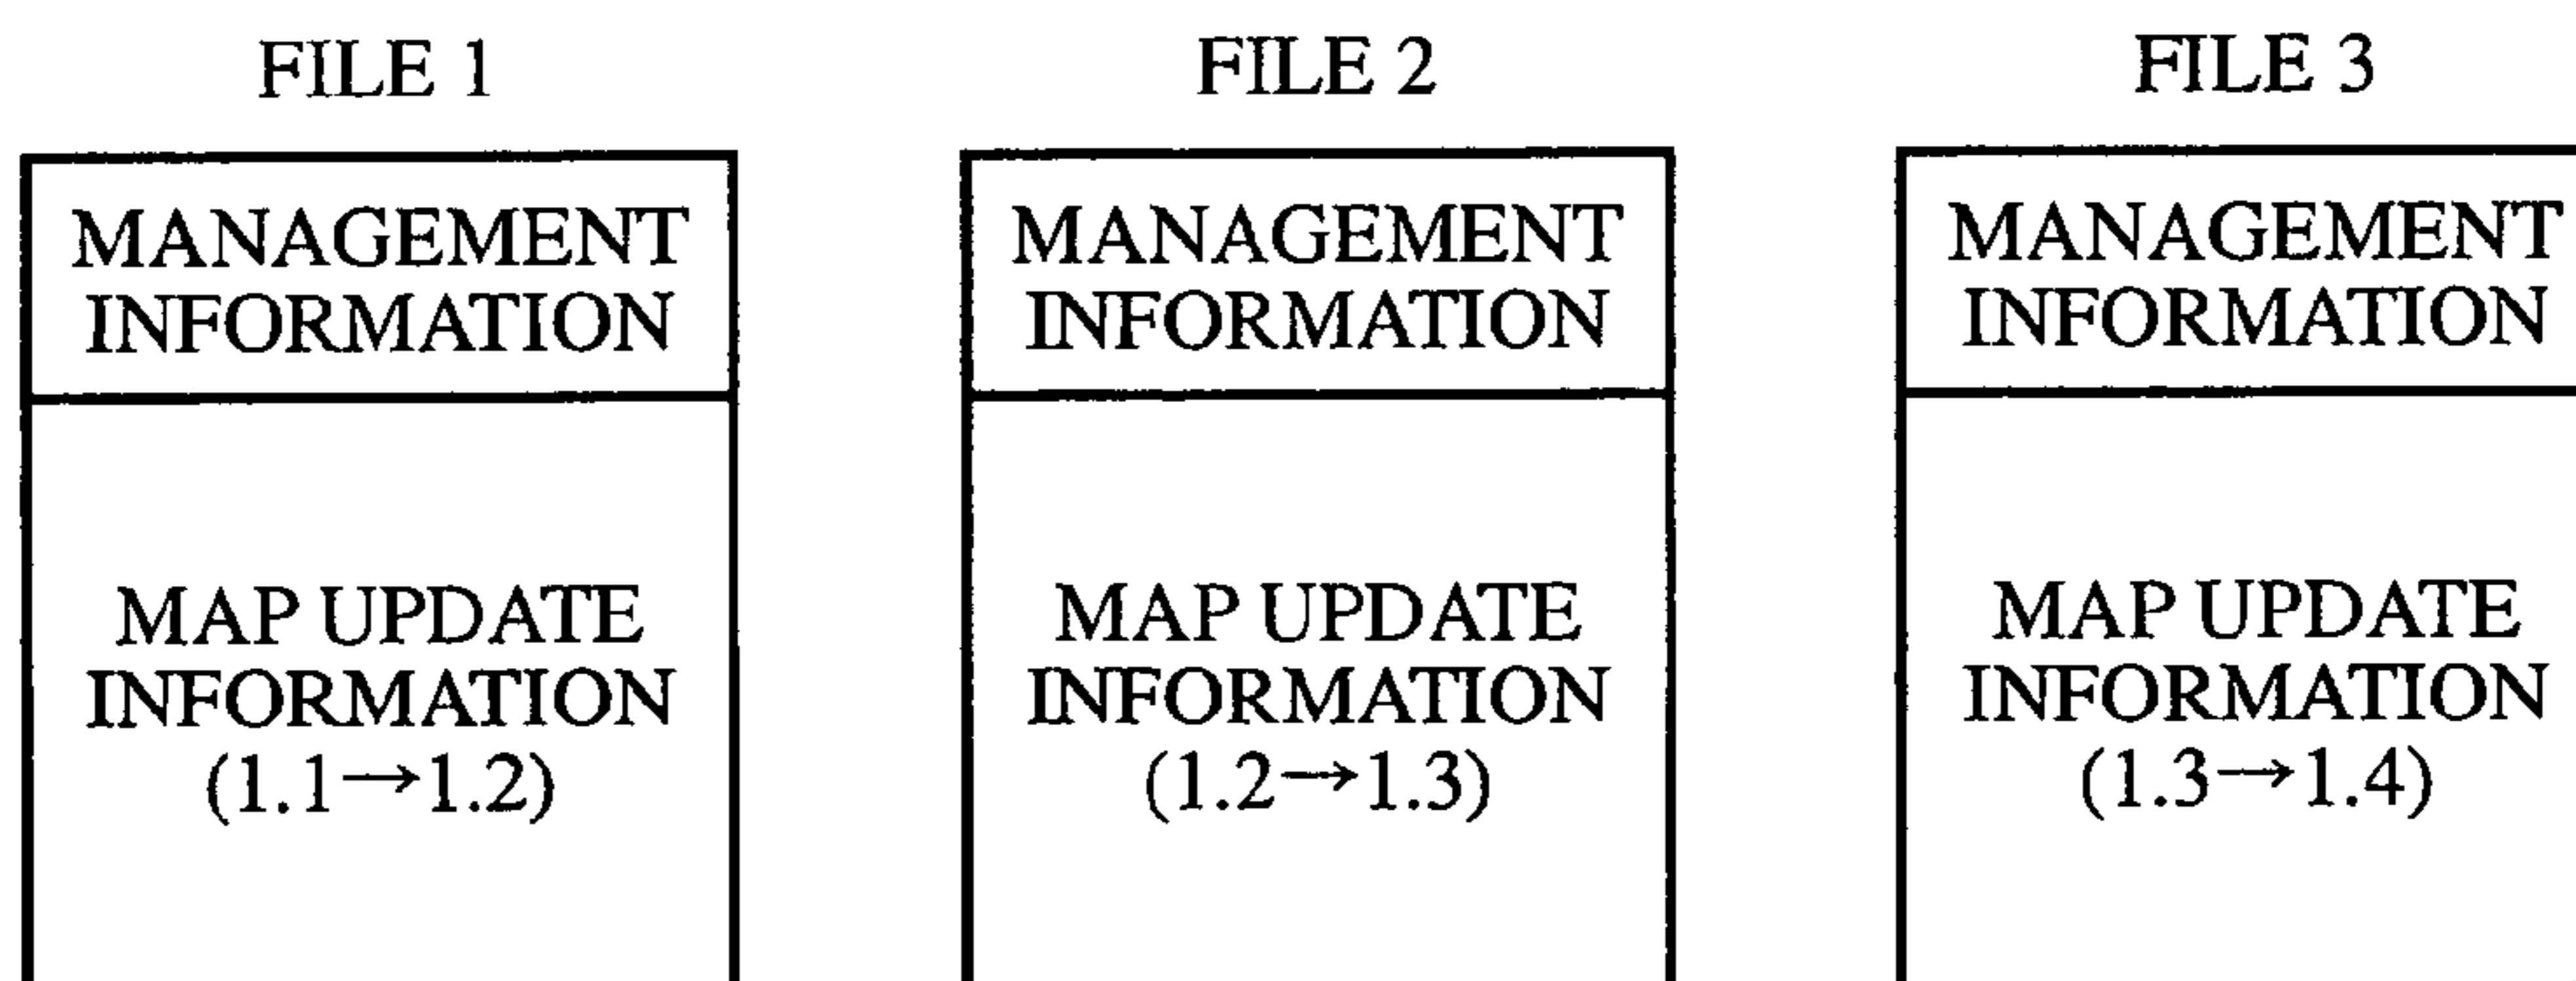 FILE 1
MANAGEMENT
INFORMATION
MAP UPDATE
INFORMATION
(1.1→1.2)
FILE 2
MANAGEMENT
INFORMATION
MAP UPDATE
INFORMATION
(1.2→1.3)
FILE 3
MANAGEMENT
INFORMATION
MAP UPDATE
INFORMATION
(1.3→1.4)